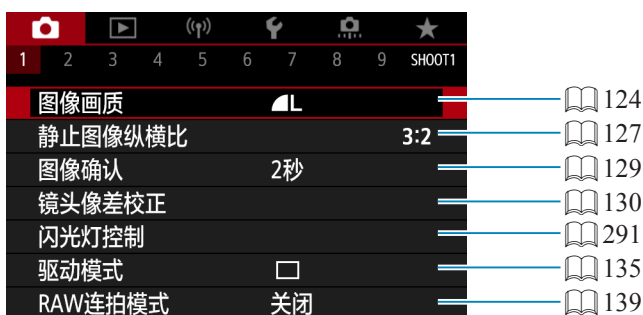 1 2 3 4 5 6 7 8 9 SHOOT1
图像画质 L 124
静止图像纵横比 3:2 127
图像确认 2秒 129
镜头像差校正 130
闪光灯控制 291
驱动模式 135
RAW连拍模式 关闭 139